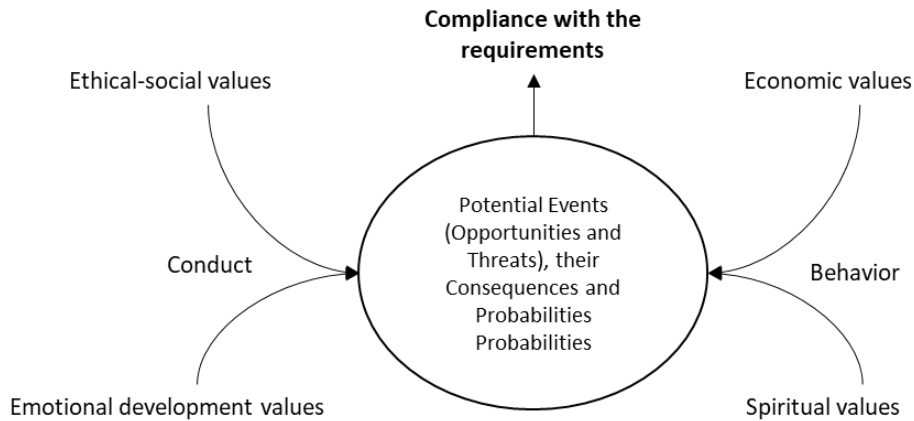 Compliance with the
requirements
Ethical-social values
Economic values
Potential Events
(Opportunities and
Threats), their
Consequences and
Probabilities
Probabilities
Conduct
Behavior
Emotional development values
Spiritual values